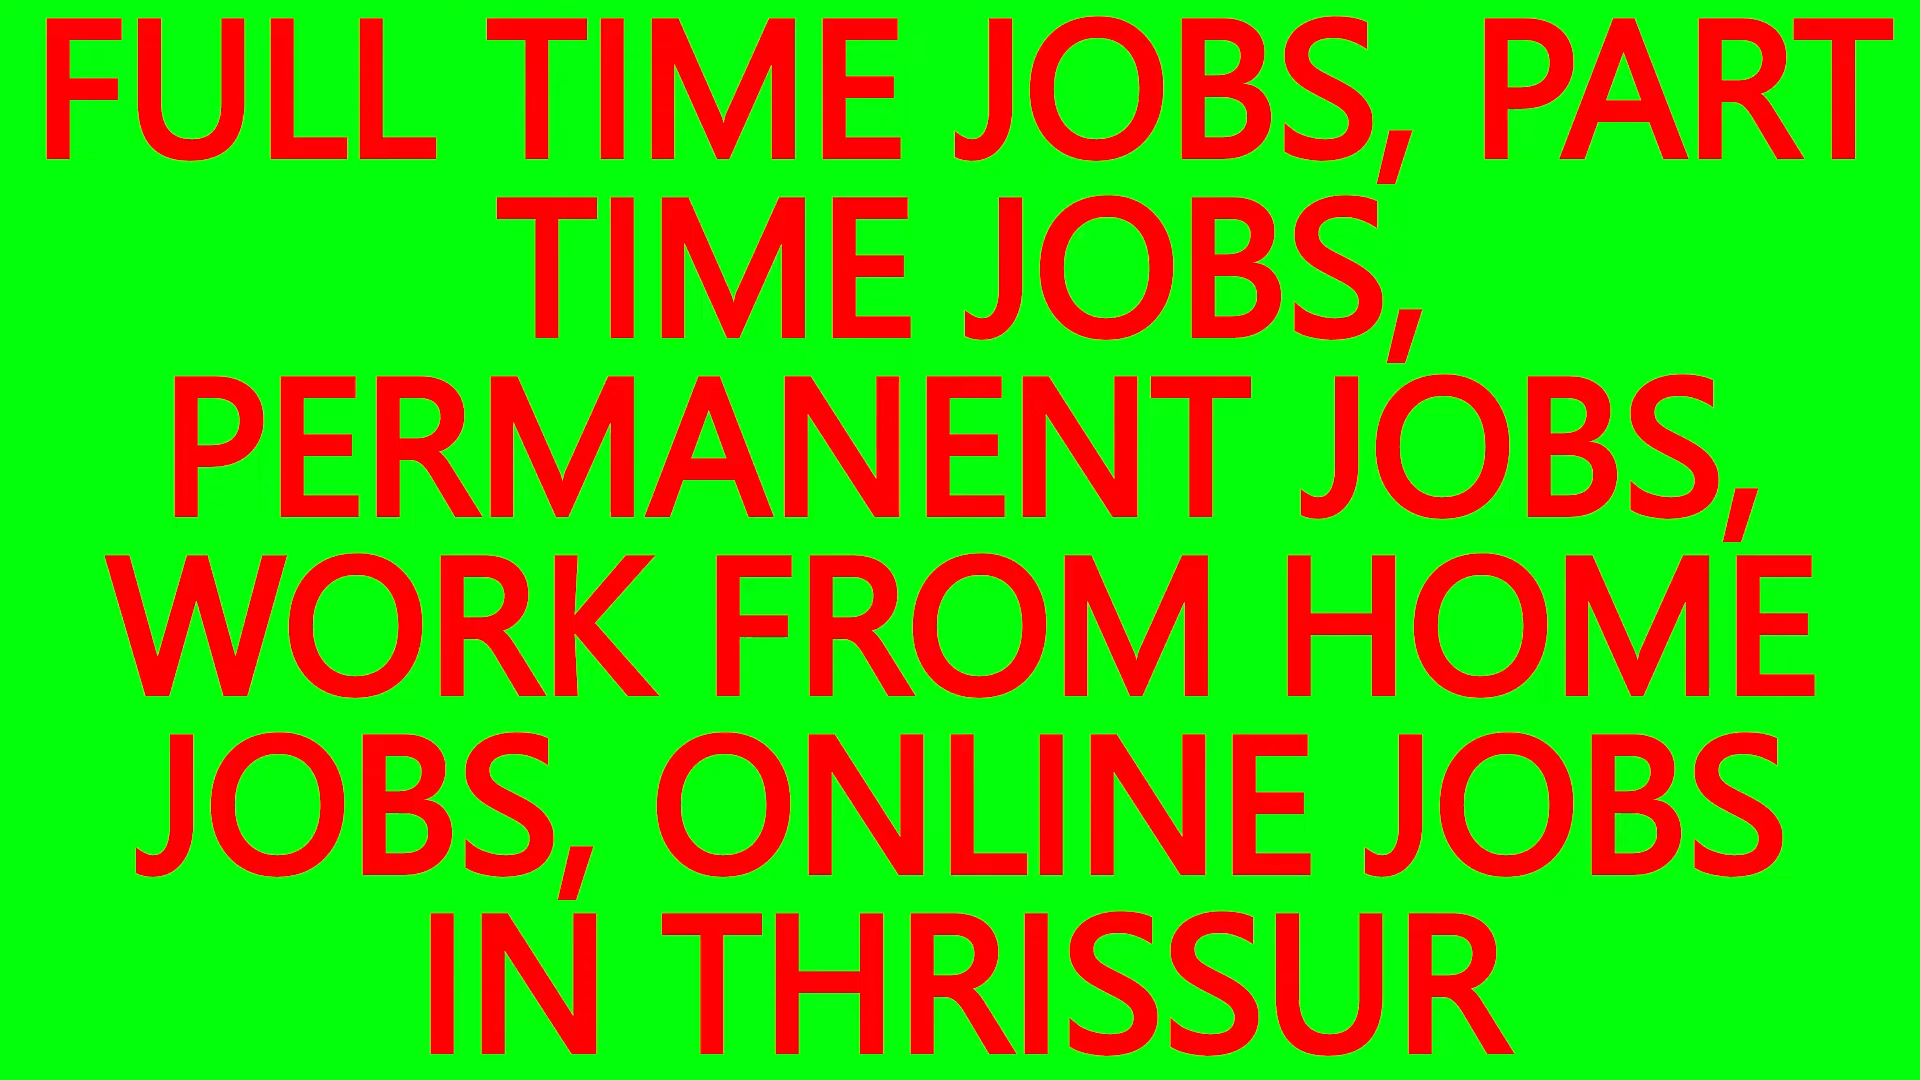 FULL TIME JOBS, PART
TIME JOBS,
PERMANENT JOBS,
WORK FROM HOME
JOBS, ONLINE JOBS
IN THRISSUR